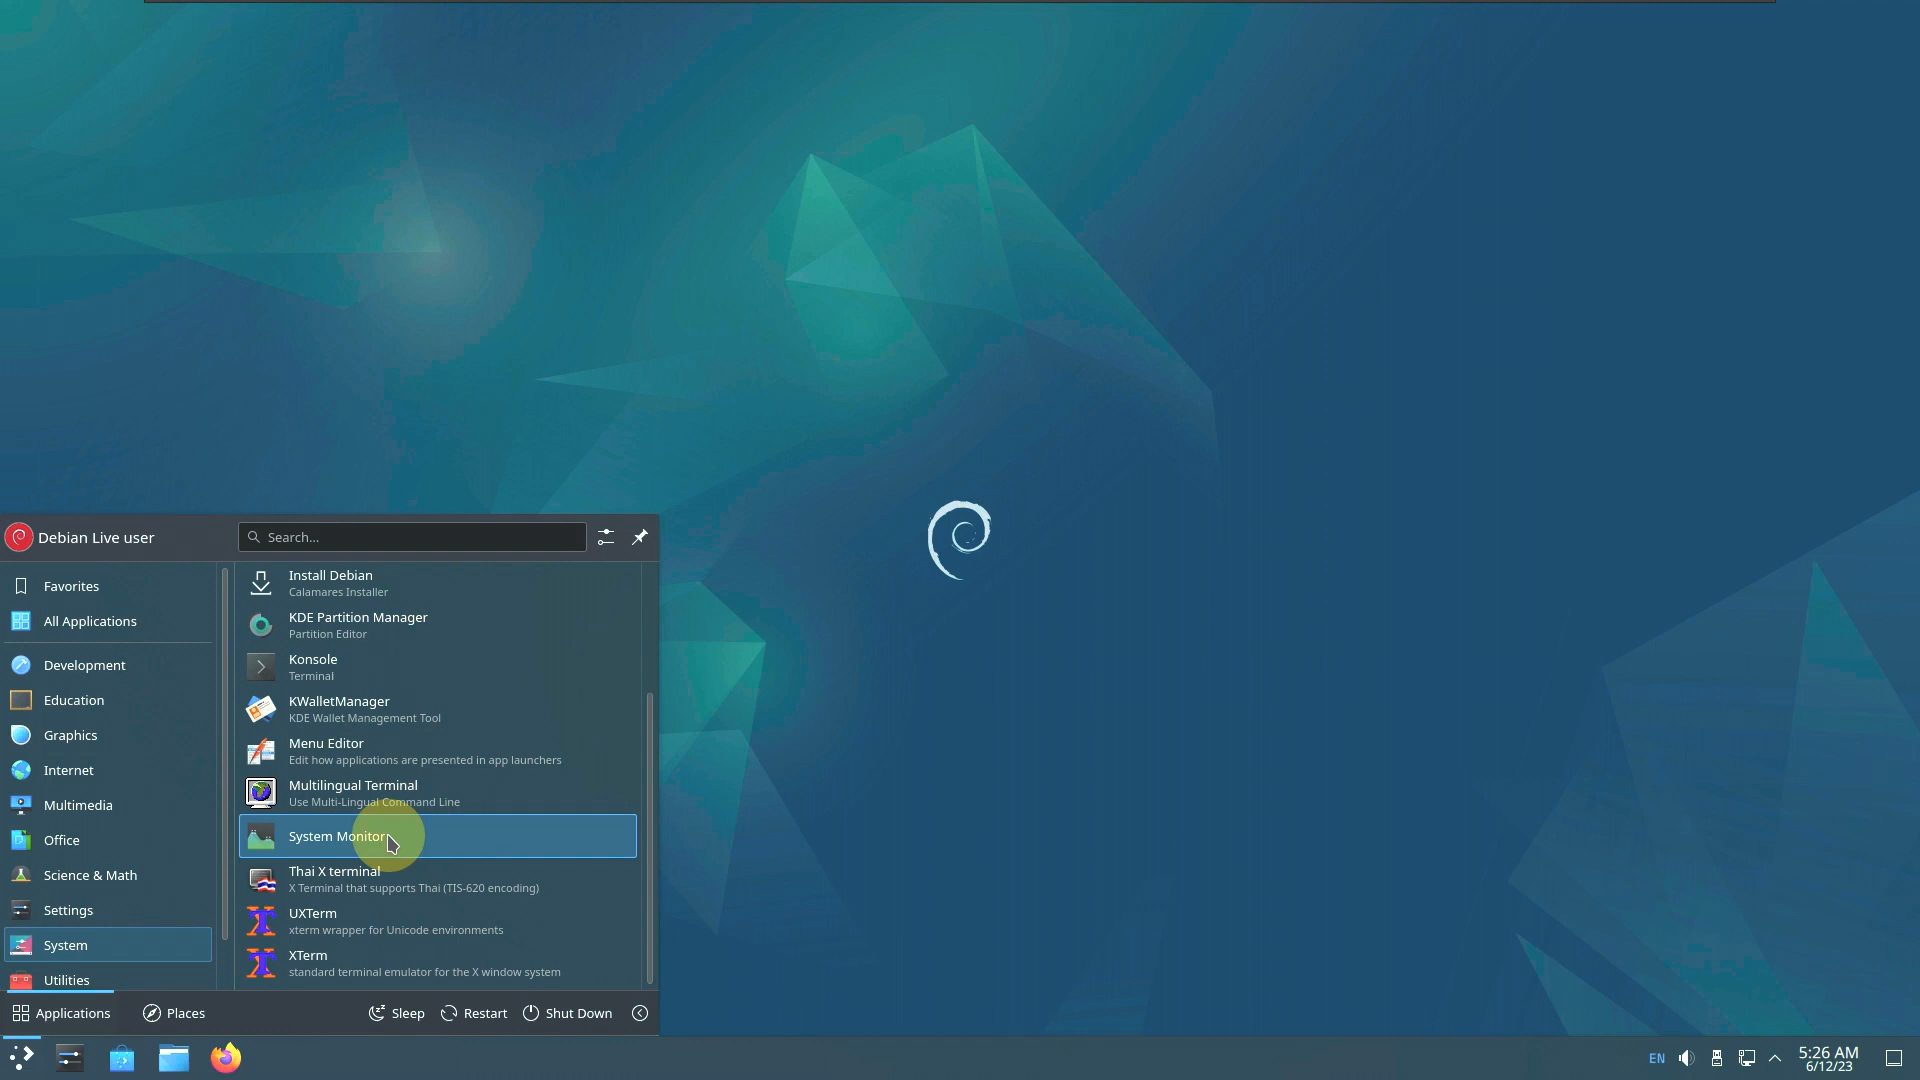 Debian Live user
Search...
Favorites
All Applications
Development
Education
Graphics
Internet
Multimedia
Office
Science & Math
Settings
System
Utilities
Install Debian
Calamares Installer
KDE Partition Manager
Partition Editor
Konsole
Terminal
KWalletManager
KDE Wallet Management Tool
Menu Editor
Edit how applications are presented in app launchers
Multilingual Terminal
Use Multi-Lingual Command Line
System Monitor
Thai X terminal
X Terminal that supports Thai (TIS-620 encoding)
UXTerm
xterm wrapper for Unicode environments
XTerm
standard terminal emulator for the X window system
Applications
Places
Sleep
Restart
Shut Down
EN
5:26 AM
6/12/23